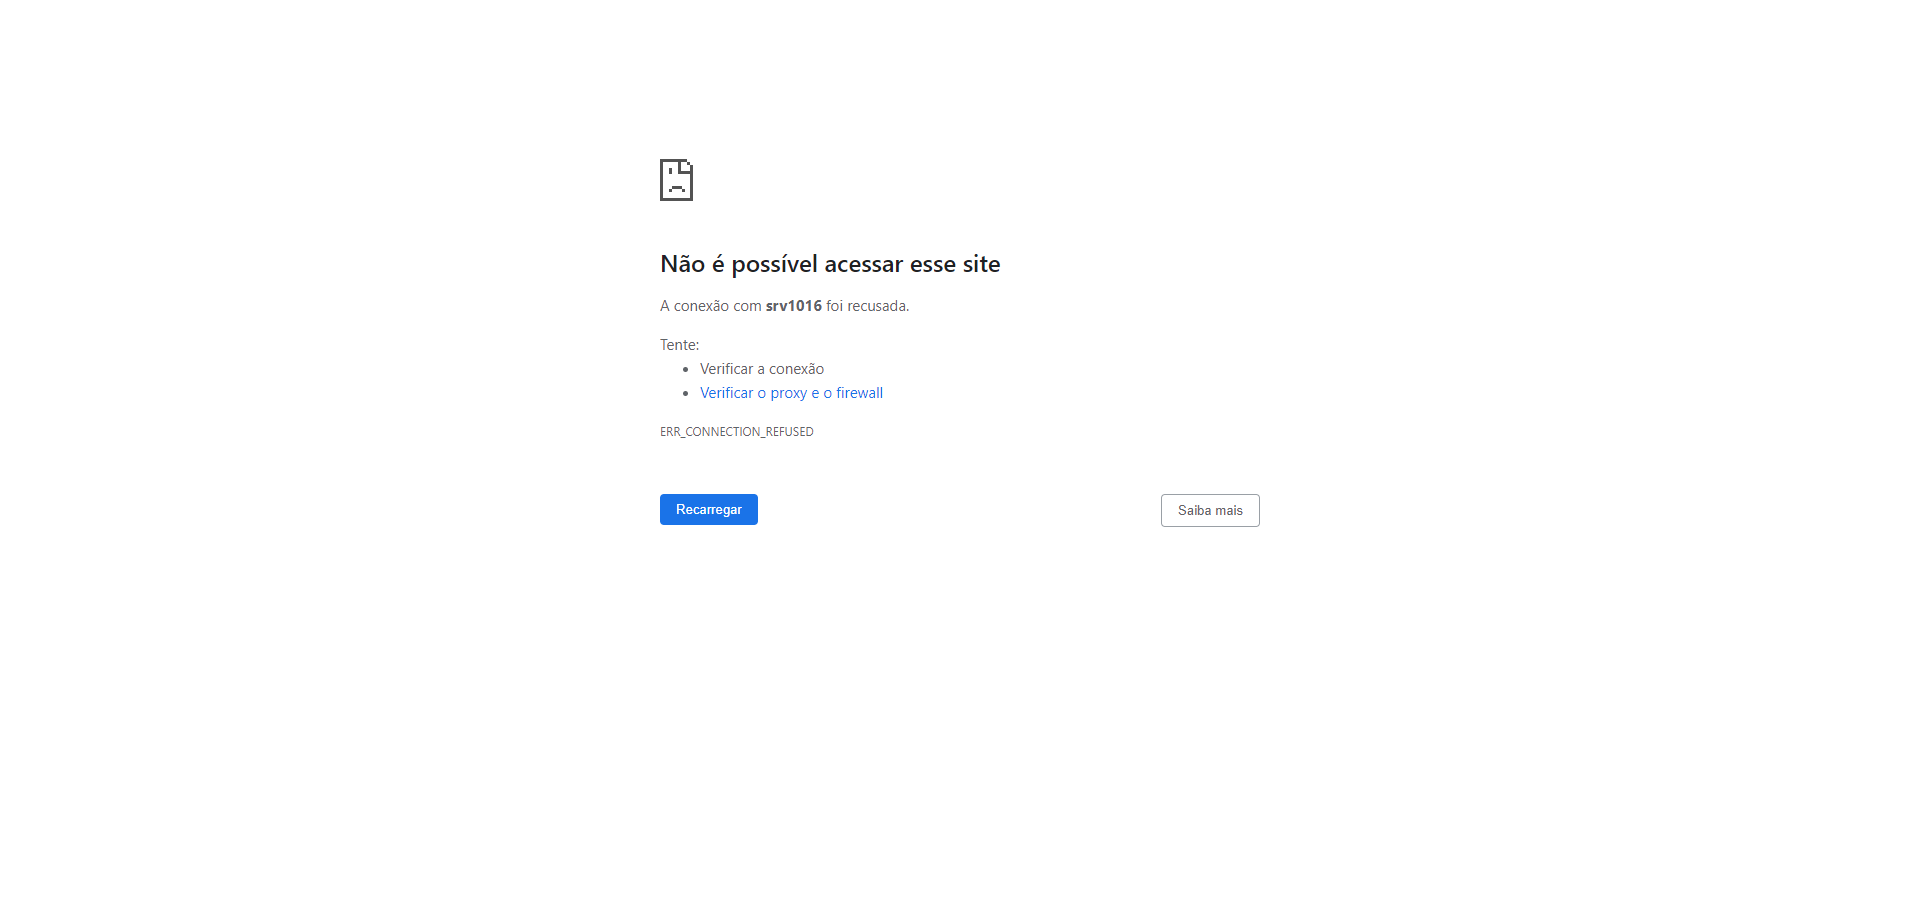 Não é possível acessar esse site
A conexão com srv1016 foi recusada.
Tente:
Verificar a conexão
Verificar o proxy e o firewall
ERR_CONNECTION_REFUSED
Recarregar
Saiba mais